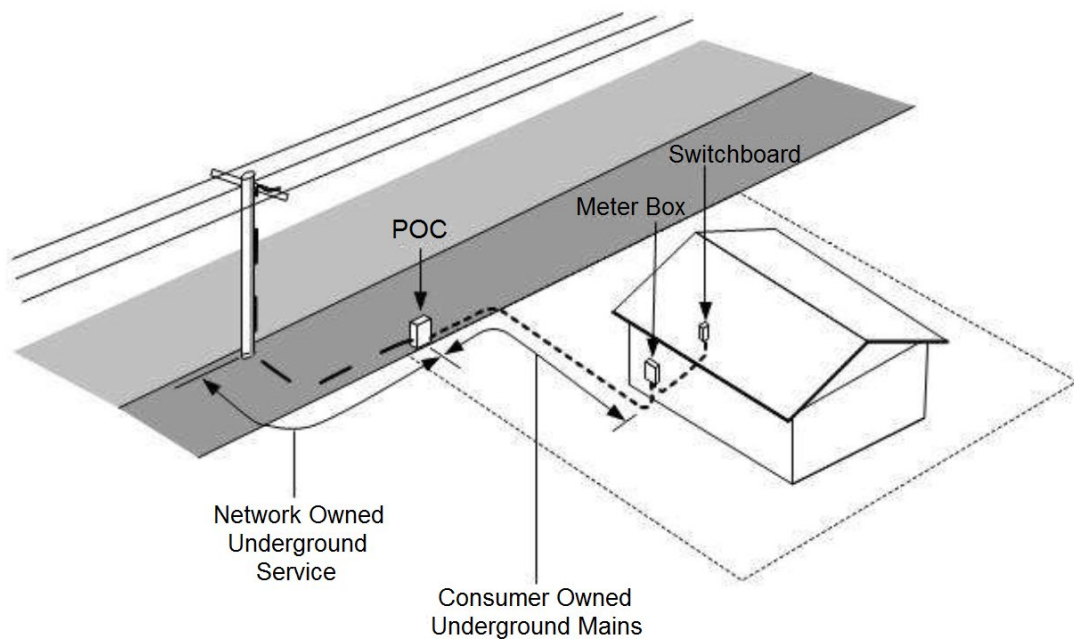 Switchboard
Meter Box
POC
Network Owned
Underground
Service
Consumer Owned
Underground Mains